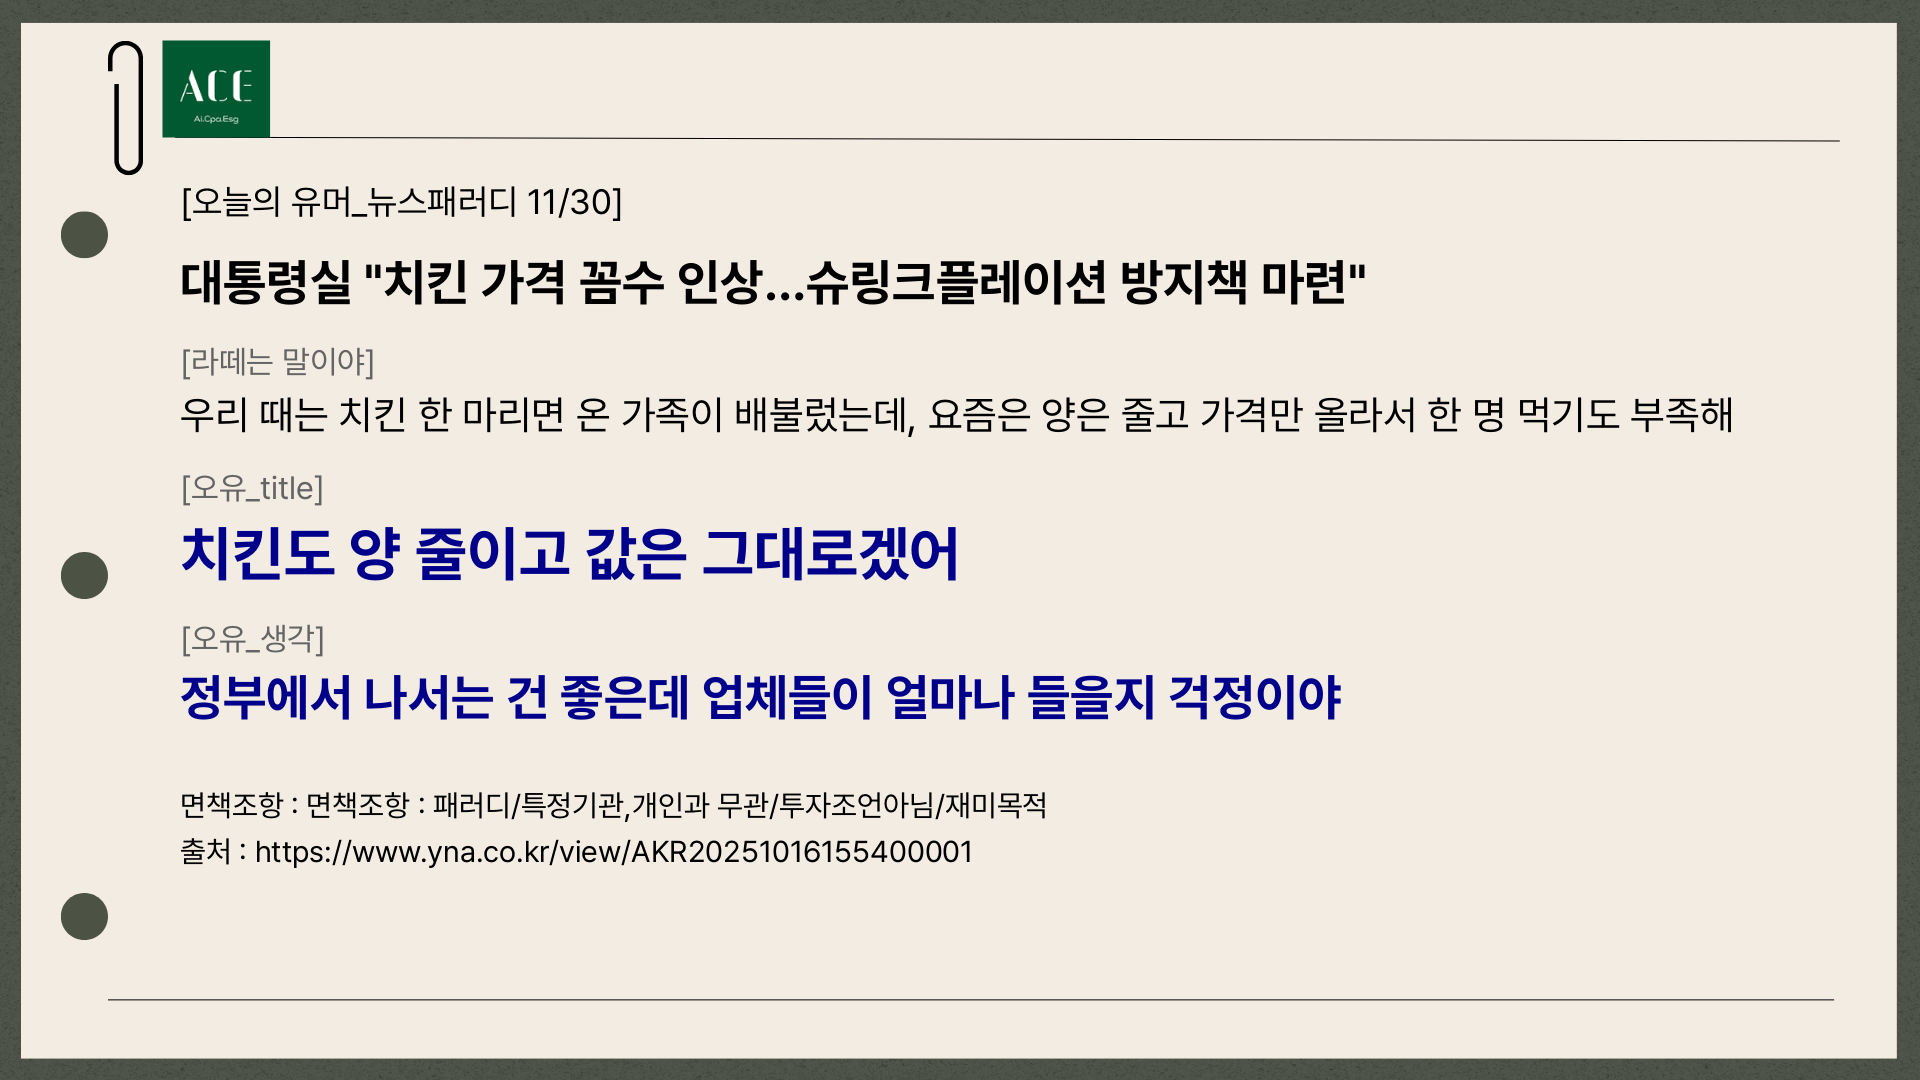 ACE
Ai.Cpa.Esg
[오늘의 유머_뉴스패러디 11/30]
대통령실 "치킨 가격 꼼수 인상…슈링크플레이션 방지책 마련"
[라떼는 말이야]
우리 때는 치킨 한 마리면 온 가족이 배불렀는데, 요즘은 양은 줄고 가격만 올라서 한 명 먹기도 부족해
[오유_title]
치킨도 양 줄이고 값은 그대로겠어
[오유_생각]
정부에서 나서는 건 좋은데 업체들이 얼마나 들을지 걱정이야
면책조항 : 면책조항 : 패러디/특정기관,개인과 무관/투자조언아님/재미목적
출처 : https://www.yna.co.kr/view/AKR20251016155400001